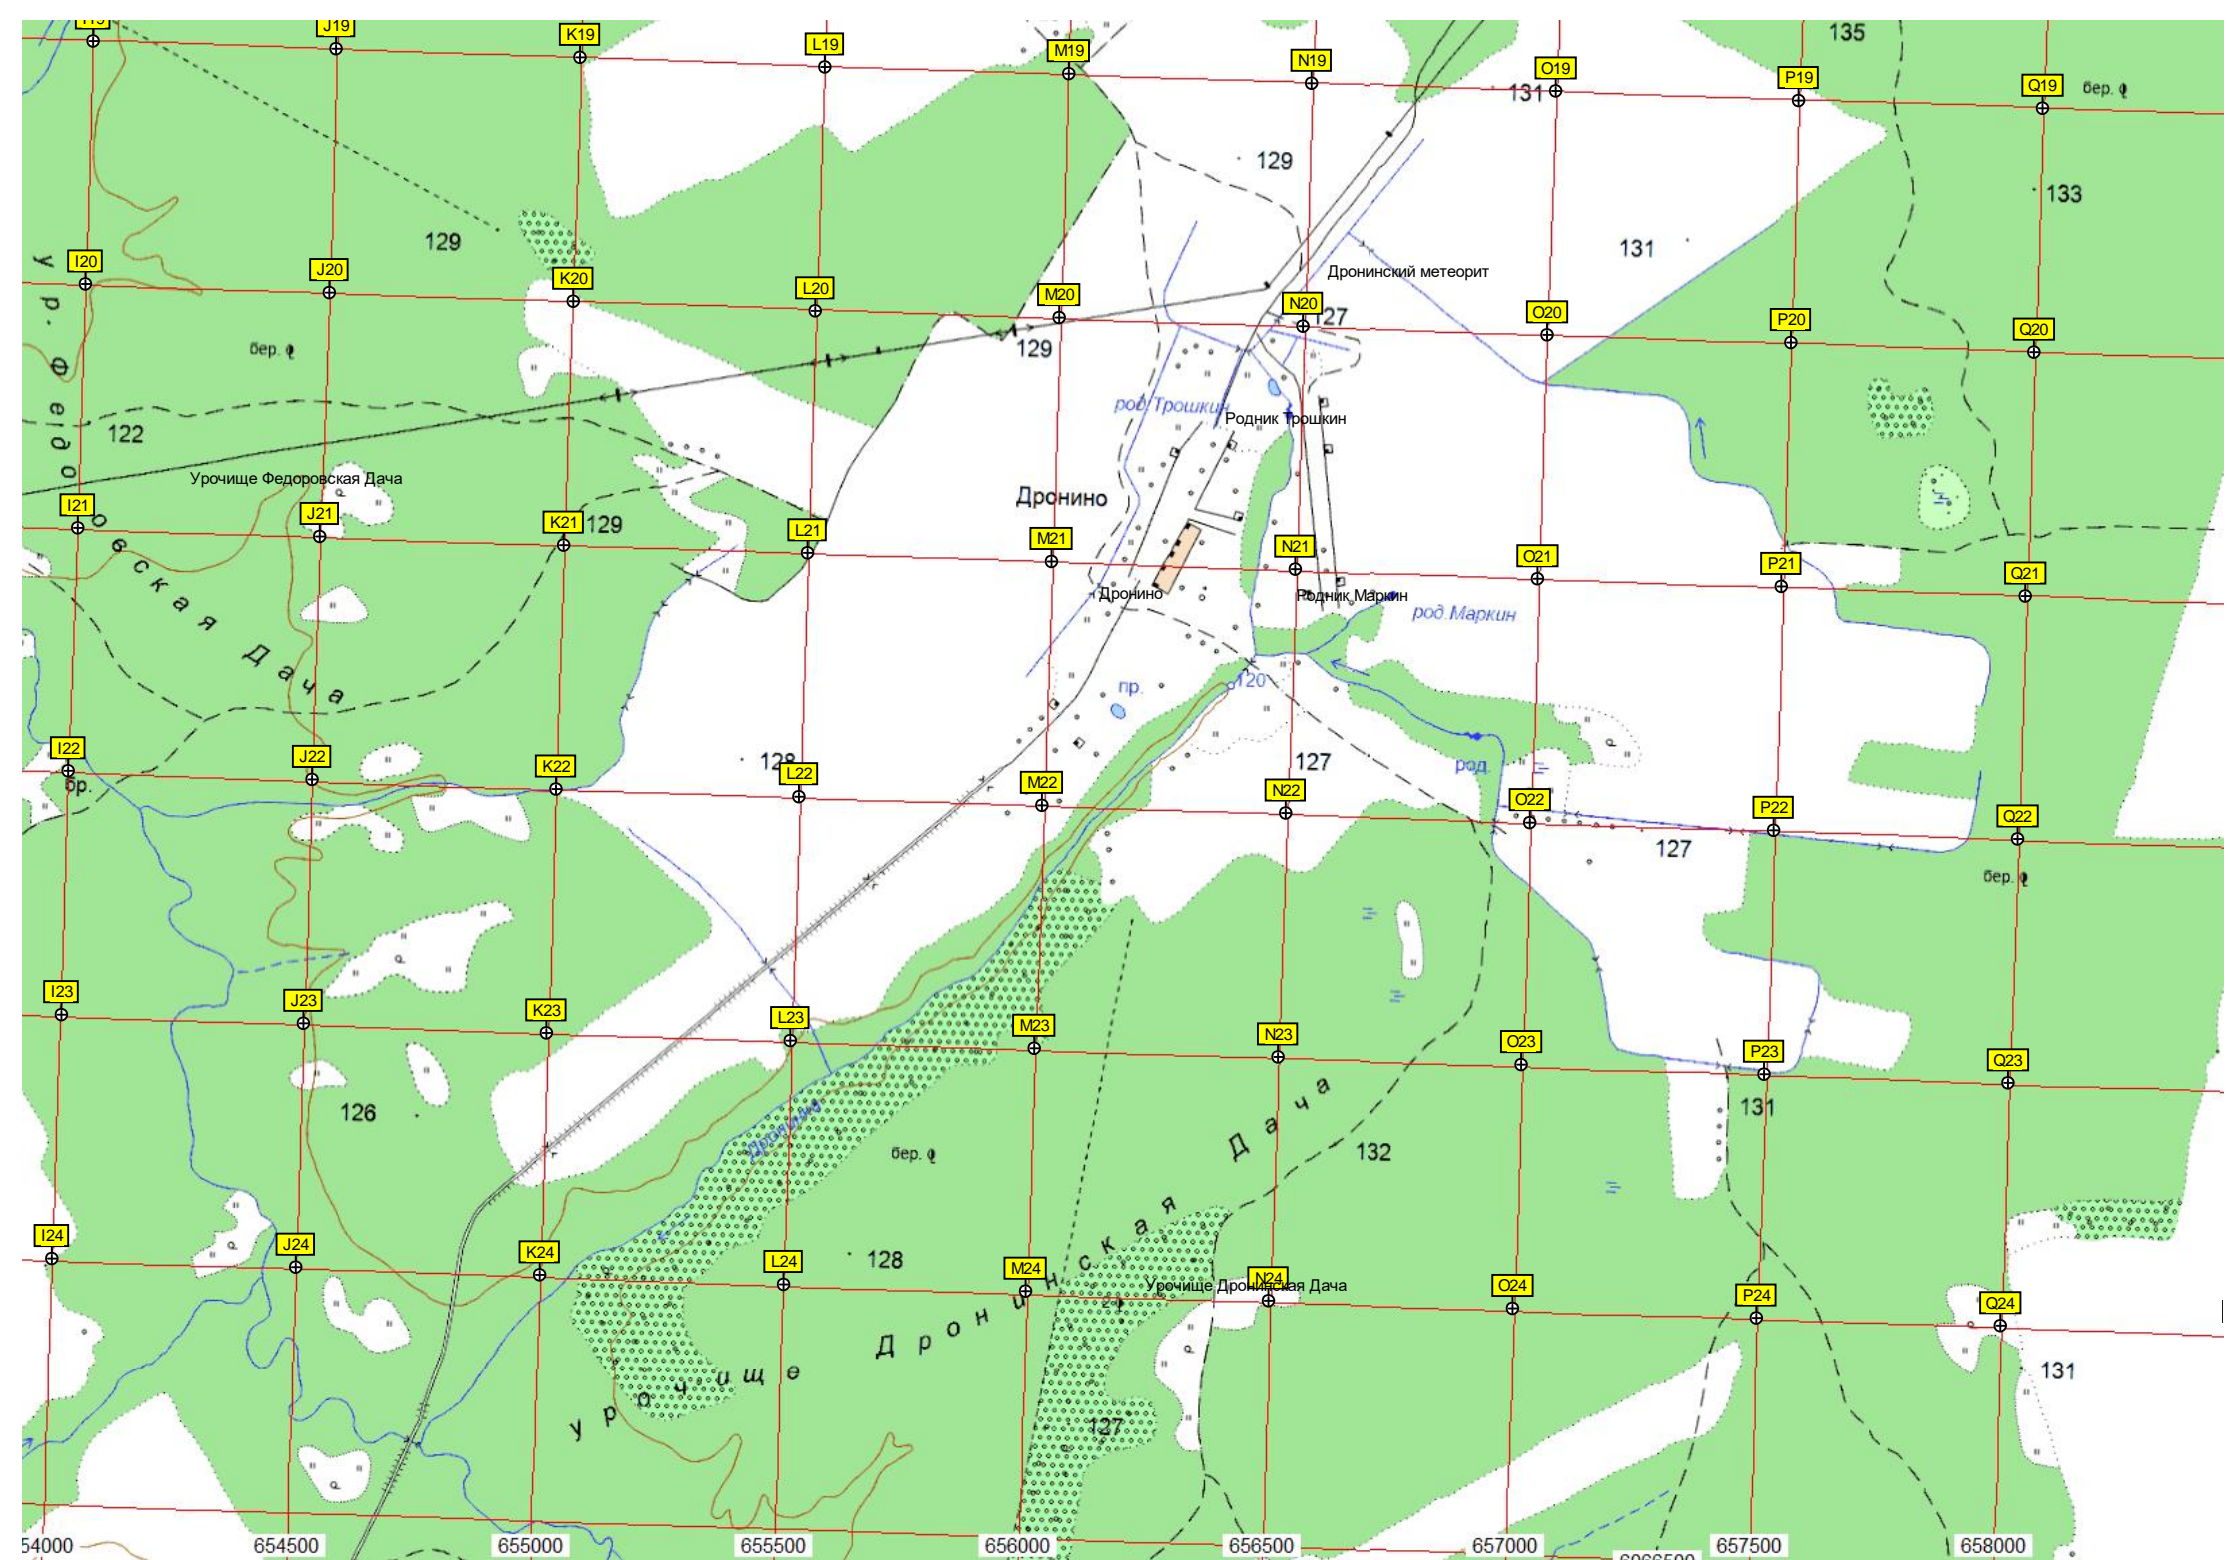 J19
K19
L19
M19
N19
O19
P19
Q19
135
бер.
131
129
133
129
131
у р. Ф е д о р о в с к а я Д а ч а
I20
J20
K20
L20
M20
N20
O20
P20
Q20
Дронинский метеорит
127
129
бер.
122
род.Трошкин
Родник Трошкин
Урочище Федоровская Дача
Дронино
I21
J21
K21
129
L21
M21
N21
O21
P21
Q21
Дронино
Родник Маркин
род.Маркин
120
пр.
I22
J22
K22
128
L22
M22
N22
127
род.
O22
P22
Q22
бр.
127
бер.
I23
J23
K23
L23
M23
N23
O23
P23
Q23
126
131
Дронинка
бер.
132
I24
J24
K24
L24
128
M24
N24
O24
P24
Q24
Урочище Дронинская Дача
у р о ч и щ е Д р о н и н с к а я Д а ч а
131
127
54000
654500
655000
655500
656000
656500
657000
657500
658000